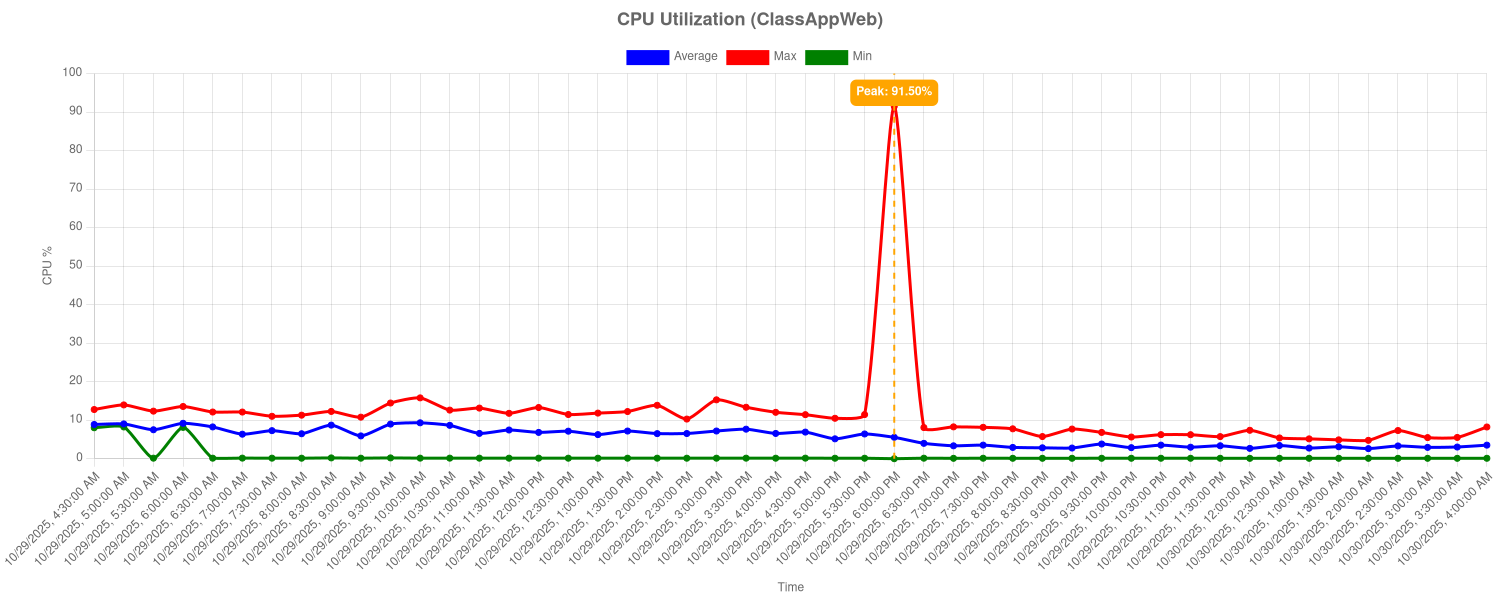 CPU Utilization (ClassAppWeb)
Average Max Min
Peak: 91.50%
CPU %
100
90
80
70
60
50
40
30
20
10
0
10/29/2025, 4:30:00 AM
10/29/2025, 5:00:00 AM
10/29/2025, 5:30:00 AM
10/29/2025, 6:00:00 AM
10/29/2025, 6:30:00 AM
10/29/2025, 7:00:00 AM
10/29/2025, 7:30:00 AM
10/29/2025, 8:00:00 AM
10/29/2025, 8:30:00 AM
10/29/2025, 9:00:00 AM
10/29/2025, 9:30:00 AM
10/29/2025, 10:00:00 AM
10/29/2025, 10:30:00 AM
10/29/2025, 11:00:00 AM
10/29/2025, 11:30:00 AM
10/29/2025, 12:00:00 PM
10/29/2025, 12:30:00 PM
10/29/2025, 1:00:00 PM
10/29/2025, 1:30:00 PM
10/29/2025, 2:00:00 PM
10/29/2025, 2:30:00 PM
10/29/2025, 3:00:00 PM
10/29/2025, 3:30:00 PM
10/29/2025, 4:00:00 PM
10/29/2025, 4:30:00 PM
10/29/2025, 5:00:00 PM
10/29/2025, 5:30:00 PM
10/29/2025, 6:00:00 PM
10/29/2025, 6:30:00 PM
10/29/2025, 7:00:00 PM
10/29/2025, 7:30:00 PM
10/29/2025, 8:00:00 PM
10/29/2025, 8:30:00 PM
10/29/2025, 9:00:00 PM
10/29/2025, 9:30:00 PM
10/29/2025, 10:00:00 PM
10/29/2025, 10:30:00 PM
10/29/2025, 11:00:00 PM
10/29/2025, 11:30:00 PM
10/30/2025, 12:00:00 AM
10/30/2025, 12:30:00 AM
10/30/2025, 1:00:00 AM
10/30/2025, 1:30:00 AM
10/30/2025, 2:00:00 AM
10/30/2025, 2:30:00 AM
10/30/2025, 3:00:00 AM
10/30/2025, 3:30:00 AM
10/30/2025, 4:00:00 AM
Time